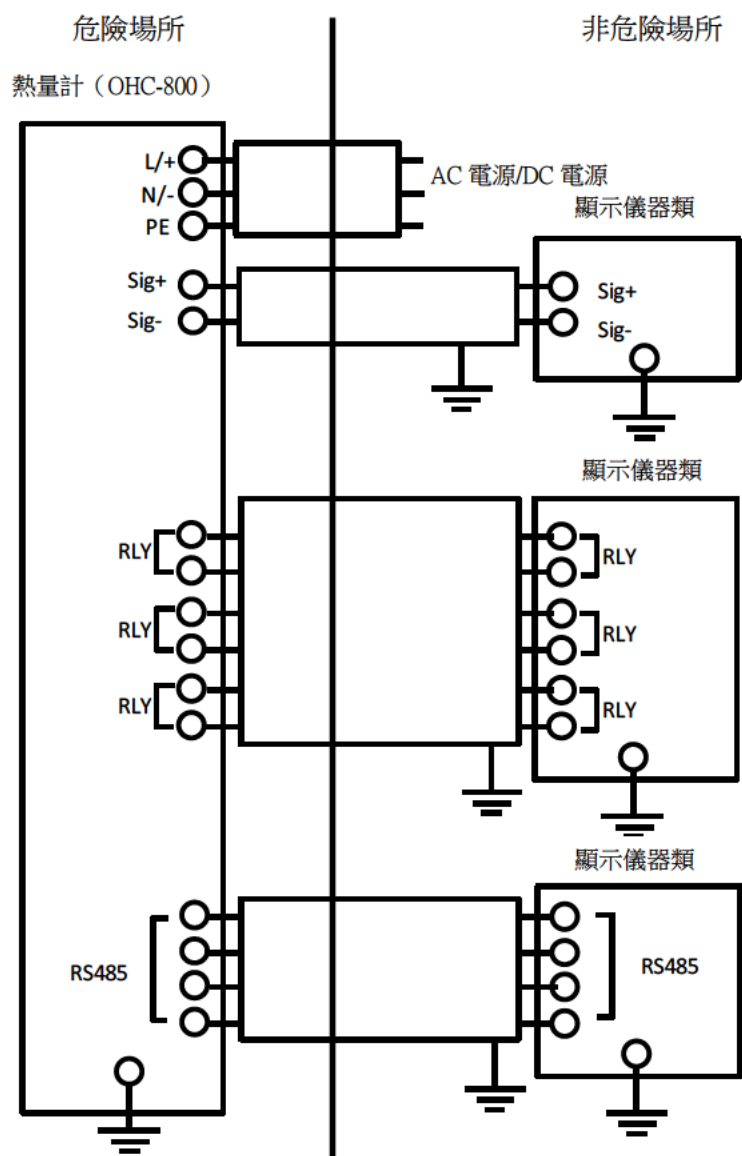 危險場所
非危險場所
熱量計（OHC-800）
L/+
N/-
PE
AC 電源/DC 電源
顯示儀器類
Sig+
Sig-
Sig+
Sig-
顯示儀器類
RLY
RLY
RLY
RLY
RLY
RLY
顯示儀器類
RS485
RS485